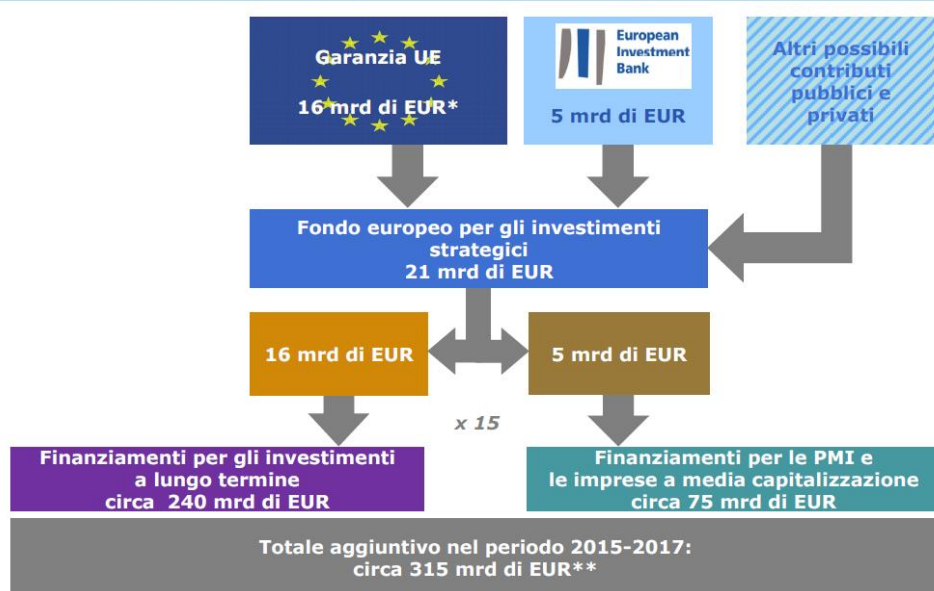 Garanzia UE
16 mrd di EUR*
European
Investment
Bank
5 mrd di EUR
Altri possibili
contributi
pubblici e
privati
Fondo europeo per gli investimenti
strategici
21 mrd di EUR
16 mrd di EUR
5 mrd di EUR
x 15
Finanziamenti per gli investimenti
a lungo termine
circa 240 mrd di EUR
Finanziamenti per le PMI e
le imprese a media capitalizzazione
circa 75 mrd di EUR
Totale aggiuntivo nel periodo 2015-2017:
circa 315 mrd di EUR**